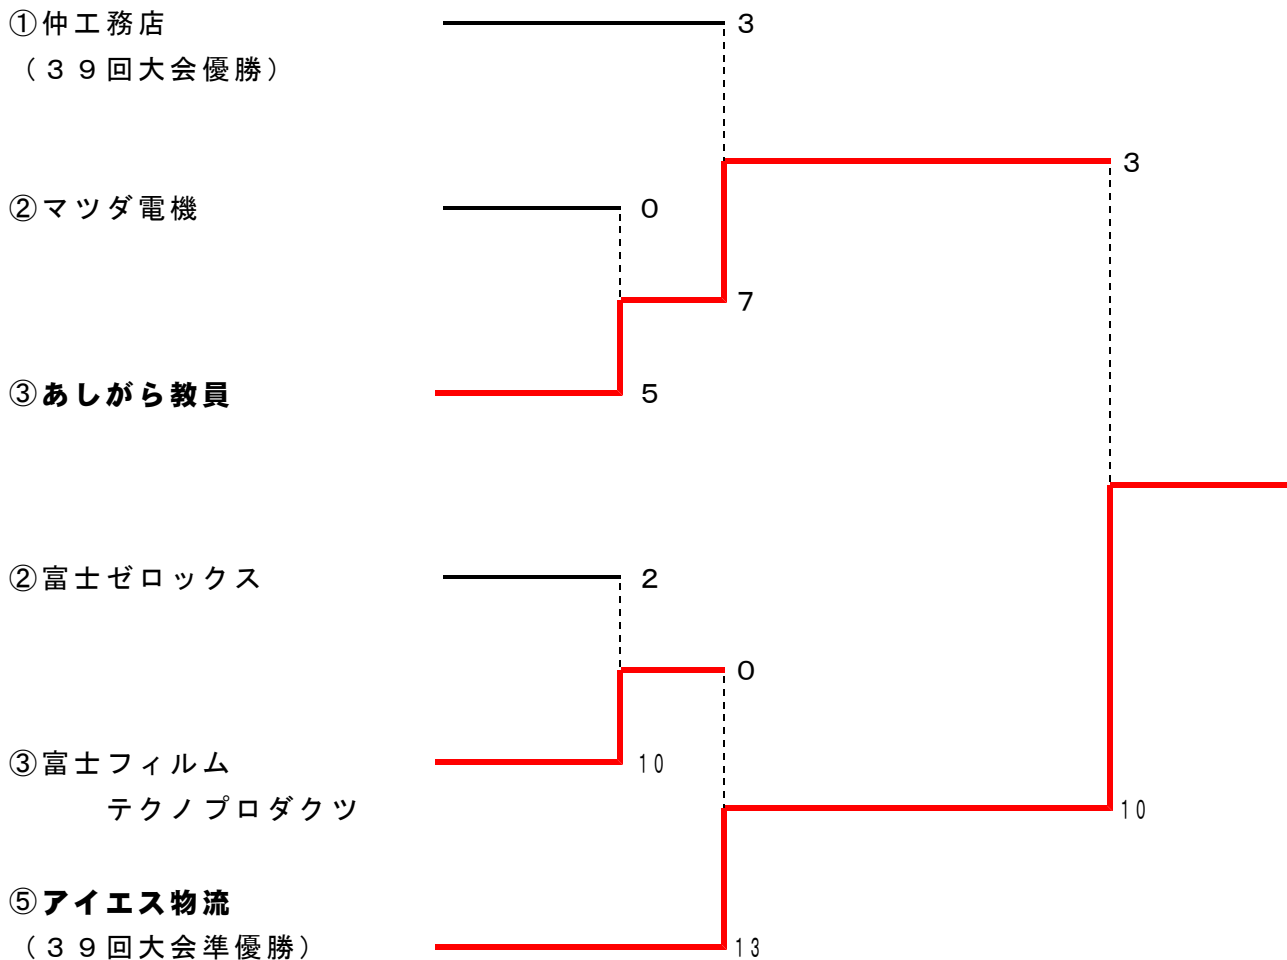 ①仲工務店
３
（３９回大会優勝）
３
②マツダ電機
０
７
③あしがら教員
５
②富士ゼロックス
２
０
③富士フィルム
10
テクノプロダクツ
10
⑤アイエス物流
（３９回大会準優勝）
13